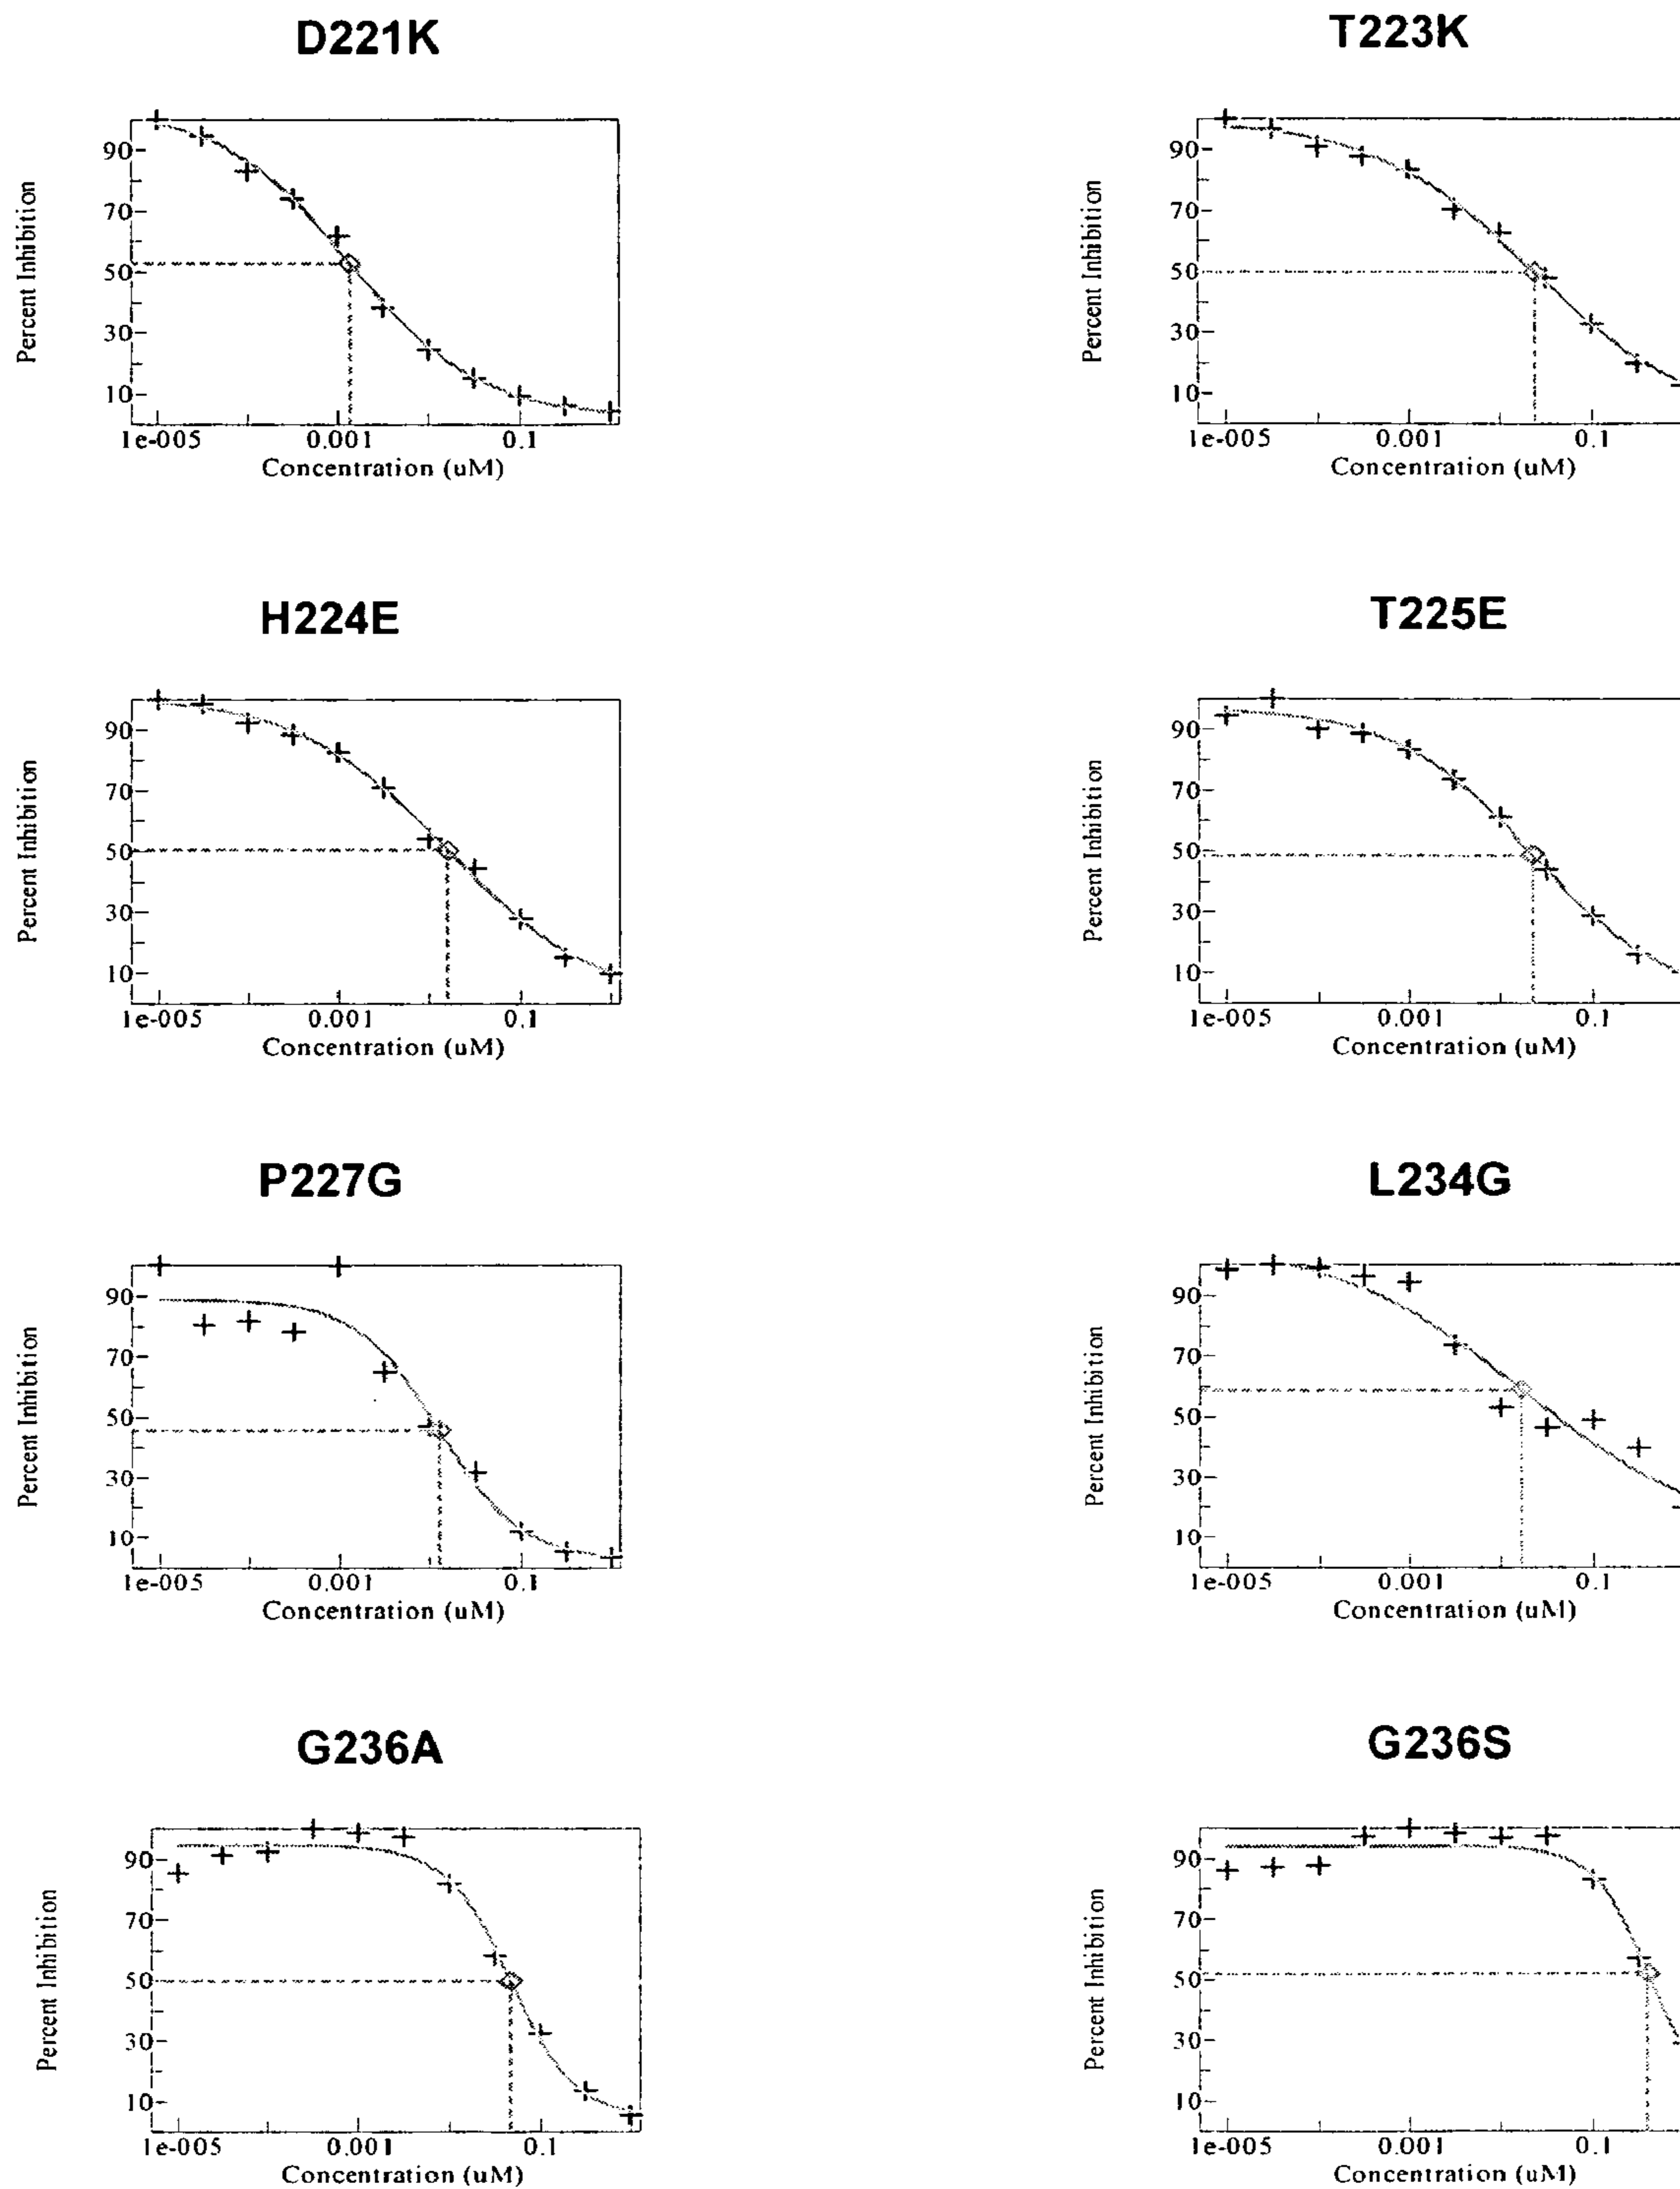 D221K
T223K
Percent Inhibition
90
70
50
30
10
1e-005
0.001
0.1
Concentration (uM)
Percent Inhibition
90
70
50
30
10
1e-005
0.001
0.1
Concentration (uM)
H224E
T225E
Percent Inhibition
90
70
50
30
10
1e-005
0.001
0.1
Concentration (uM)
Percent Inhibition
90
70
50
30
10
1e-005
0.001
0.1
Concentration (uM)
P227G
L234G
Percent Inhibition
90
70
50
30
10
1e-005
0.001
0.1
Concentration (uM)
Percent Inhibition
90
70
50
30
10
1e-005
0.001
0.1
Concentration (uM)
G236A
G236S
Percent Inhibition
90
70
50
30
10
1e-005
0.001
0.1
Concentration (uM)
Percent Inhibition
90
70
50
30
10
1e-005
0.001
0.1
Concentration (uM)